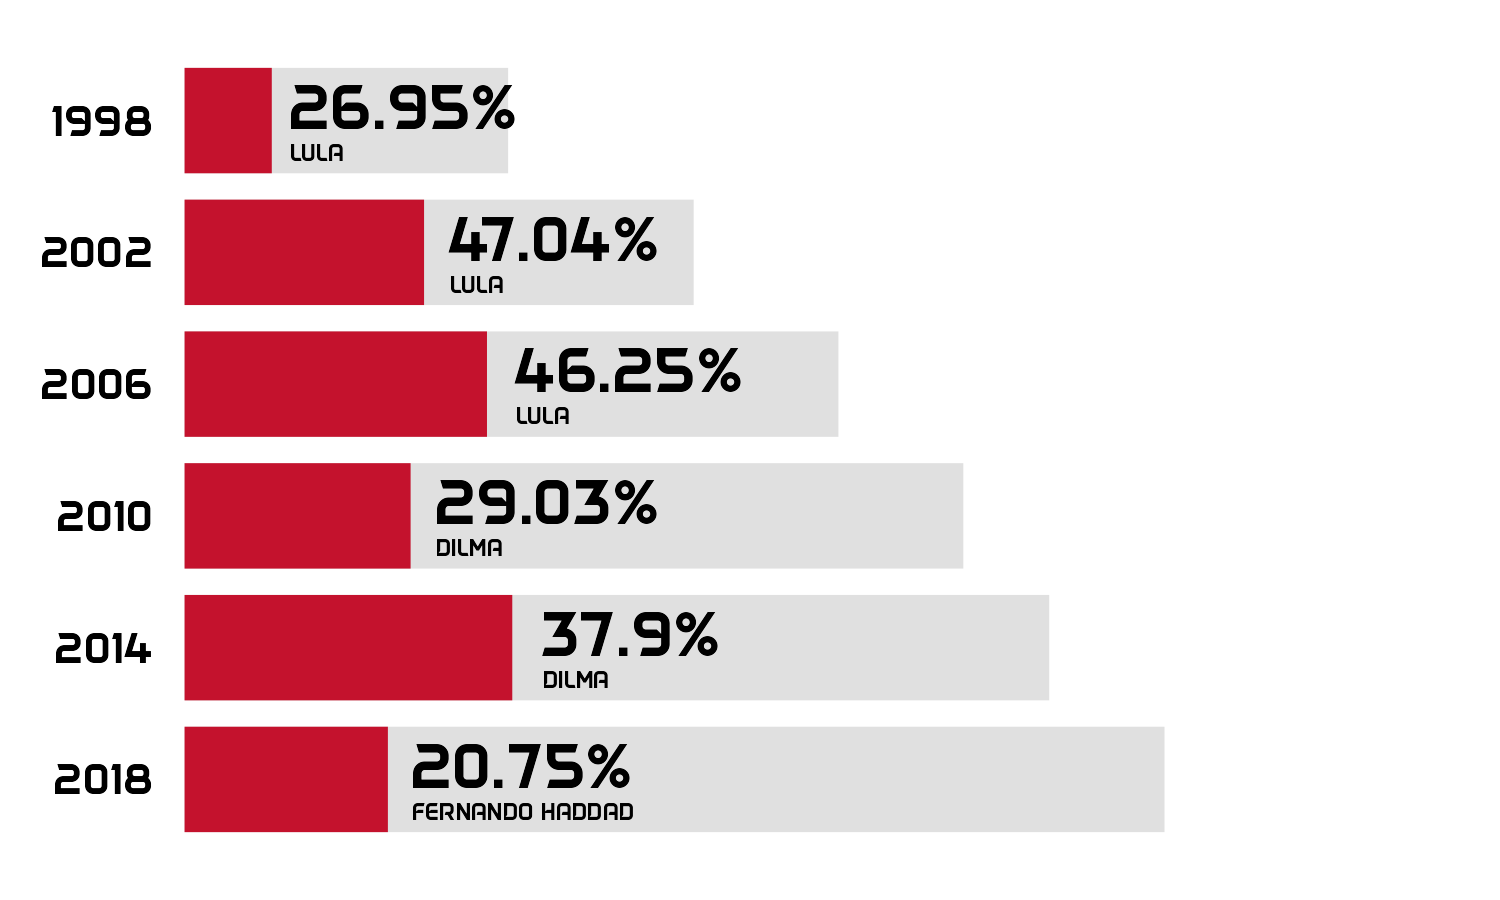 1998
26.95%
LULA
2002
47.04%
LULA
2006
46.25%
LULA
2010
29.03%
DILMA
2014
37.9%
DILMA
2018
20.75%
FERNANDO HADDAD